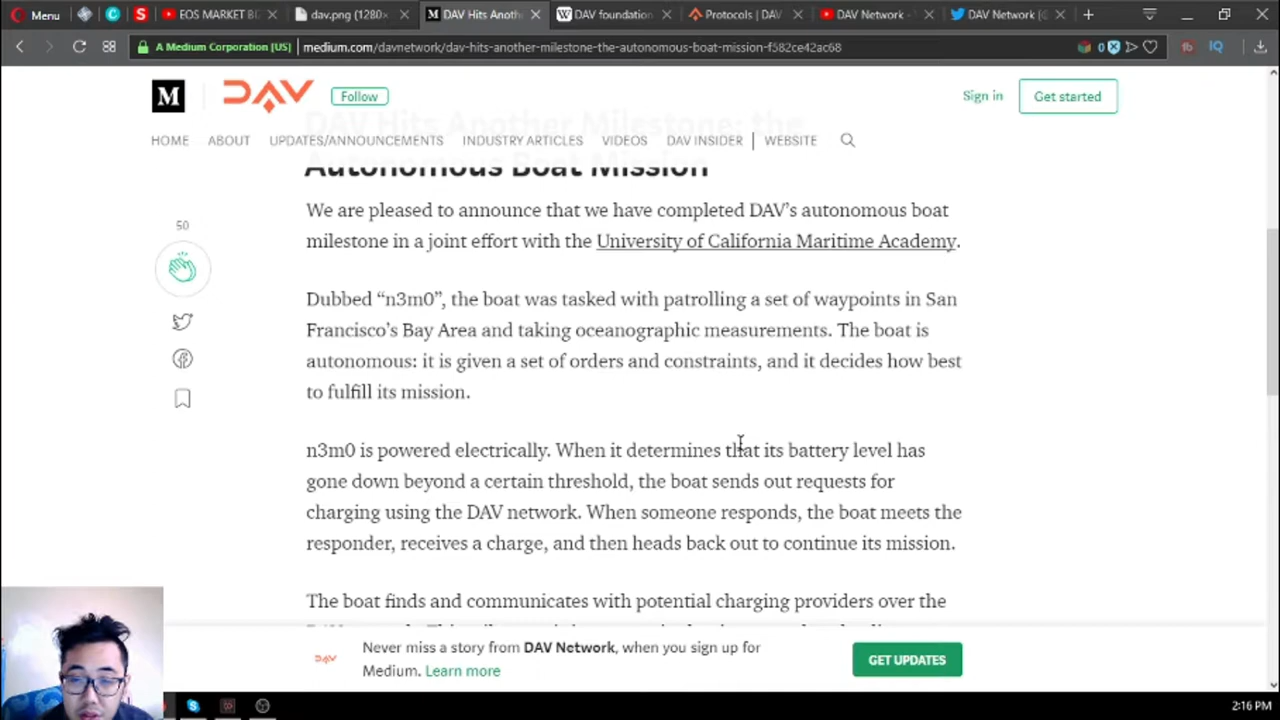 Menu
EOS MARKET BI
dav.png (1280×
DAV Hits Anoth
DAV foundation
Protocols | DAV
DAV Network -
DAV Network (@
A Medium Corporation [US]
medium.com/davnetwork/dav-hits-another-milestone-the-autonomous-boat-mission-f582ce42ac68
0
IQ
M
DAV
Follow
Sign in
Get started
DAV Hits Another Milestone: the
HOME
ABOUT
UPDATES/ANNOUNCEMENTS
INDUSTRY ARTICLES
VIDEOS
DAV INSIDER
WEBSITE
Autonomous Boat Mission
We are pleased to announce that we have completed DAV’s autonomous boat
milestone in a joint effort with the University of California Maritime Academy.
50
Dubbed “n3m0”, the boat was tasked with patrolling a set of waypoints in San
Francisco’s Bay Area and taking oceanographic measurements. The boat is
autonomous: it is given a set of orders and constraints, and it decides how best
to fulfill its mission.
n3m0 is powered electrically. When it determines that its battery level has
gone down beyond a certain threshold, the boat sends out requests for
charging using the DAV network. When someone responds, the boat meets the
responder, receives a charge, and then heads back out to continue its mission.
The boat finds and communicates with potential charging providers over the
DAV
Never miss a story from DAV Network, when you sign up for
Medium. Learn more
GET UPDATES
2:16 PM